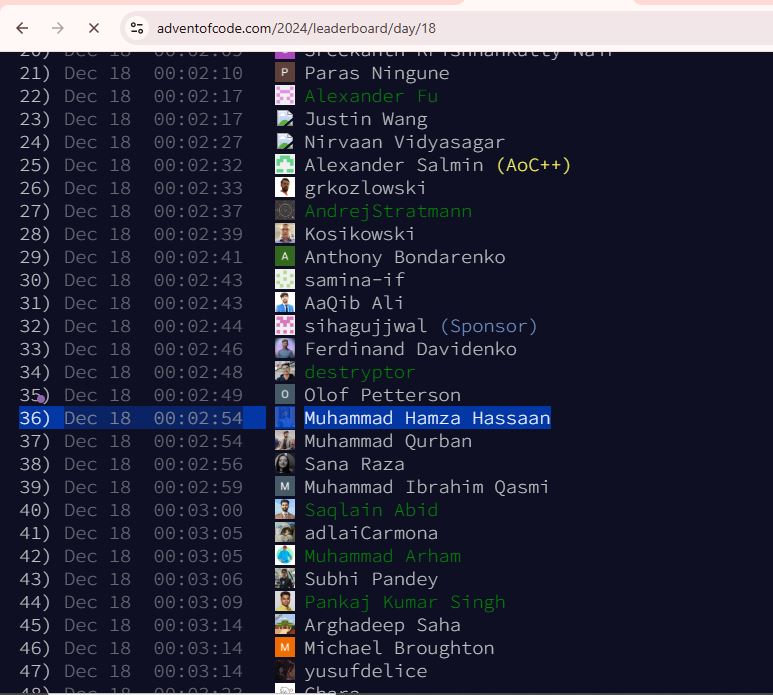 adventofcode.com/2024/leaderboard/day/18
20) Dec 18 00:02:09 Sreekanth Krishnankutty Nair
21) Dec 18 00:02:10 P Paras Ningune
22) Dec 18 00:02:17 Alexander Fu
23) Dec 18 00:02:17 Justin Wang
24) Dec 18 00:02:27 Nirvaan Vidyasagar
25) Dec 18 00:02:32 Alexander Salmin (AoC++)
26) Dec 18 00:02:33 grkozlowski
27) Dec 18 00:02:37 AndrejStratmann
28) Dec 18 00:02:39 Kosikowski
29) Dec 18 00:02:41 A Anthony Bondarenko
30) Dec 18 00:02:43 samina-if
31) Dec 18 00:02:43 AaQib Ali
32) Dec 18 00:02:44 sihagujjwal (Sponsor)
33) Dec 18 00:02:46 Ferdinand Davidenko
34) Dec 18 00:02:48 destryptor
35) Dec 18 00:02:49 O Olof Petterson
36) Dec 18 00:02:54 Muhammad Hamza Hassaan
37) Dec 18 00:02:54 Muhammad Qurban
38) Dec 18 00:02:56 Sana Raza
39) Dec 18 00:02:59 M Muhammad Ibrahim Qasmi
40) Dec 18 00:03:00 Saqlain Abid
41) Dec 18 00:03:05 adlaiCarmona
42) Dec 18 00:03:05 Muhammad Arham
43) Dec 18 00:03:06 Subhi Pandey
44) Dec 18 00:03:09 Pankaj Kumar Singh
45) Dec 18 00:03:14 Arghadeep Saha
46) Dec 18 00:03:14 M Michael Broughton
47) Dec 18 00:03:14 yusufdelice
48) Dec 18